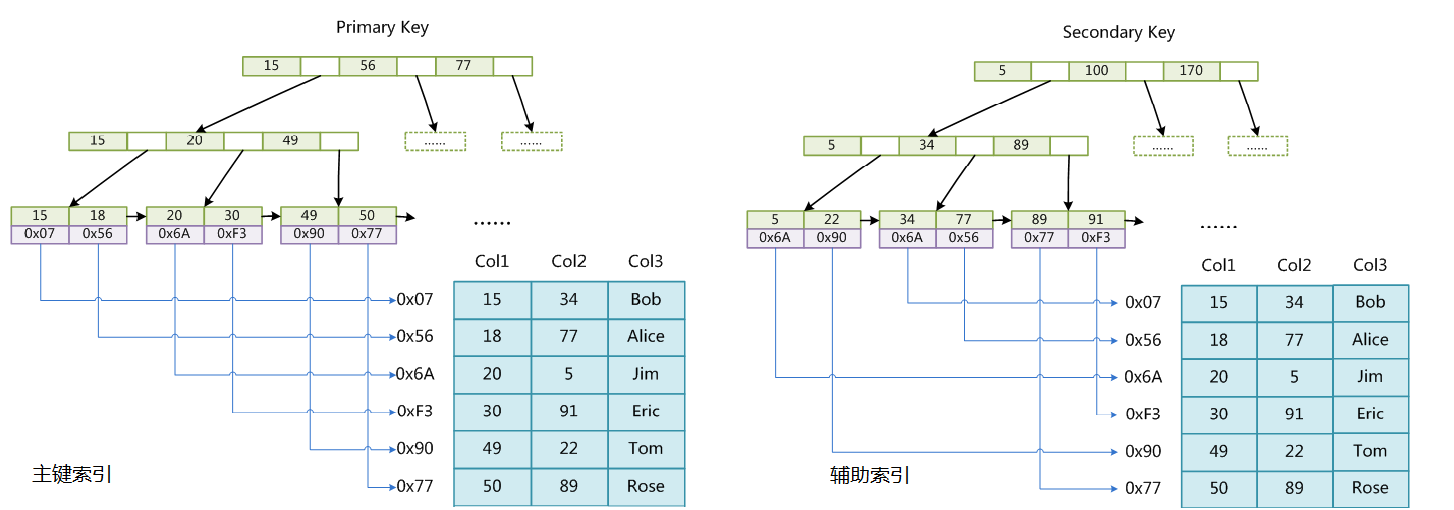 Primary Key
15 56 77
15 20 49 ...... ......
15 18 20 30 49 50 ......
0x07 0x56 0x6A 0xF3 0x90 0x77
Col1 Col2 Col3
0x07 15 34 Bob
0x56 18 77 Alice
0x6A 20 5 Jim
0xF3 30 91 Eric
0x90 49 22 Tom
0x77 50 89 Rose
主键索引
Secondary Key
5 100 170
5 34 89 ...... ......
5 22 34 77 89 91 ......
0x6A 0x90 0x6A 0x56 0x77 0xF3
Col1 Col2 Col3
0x07 15 34 Bob
0x56 18 77 Alice
0x6A 20 5 Jim
0xF3 30 91 Eric
0x90 49 22 Tom
0x77 50 89 Rose
辅助索引